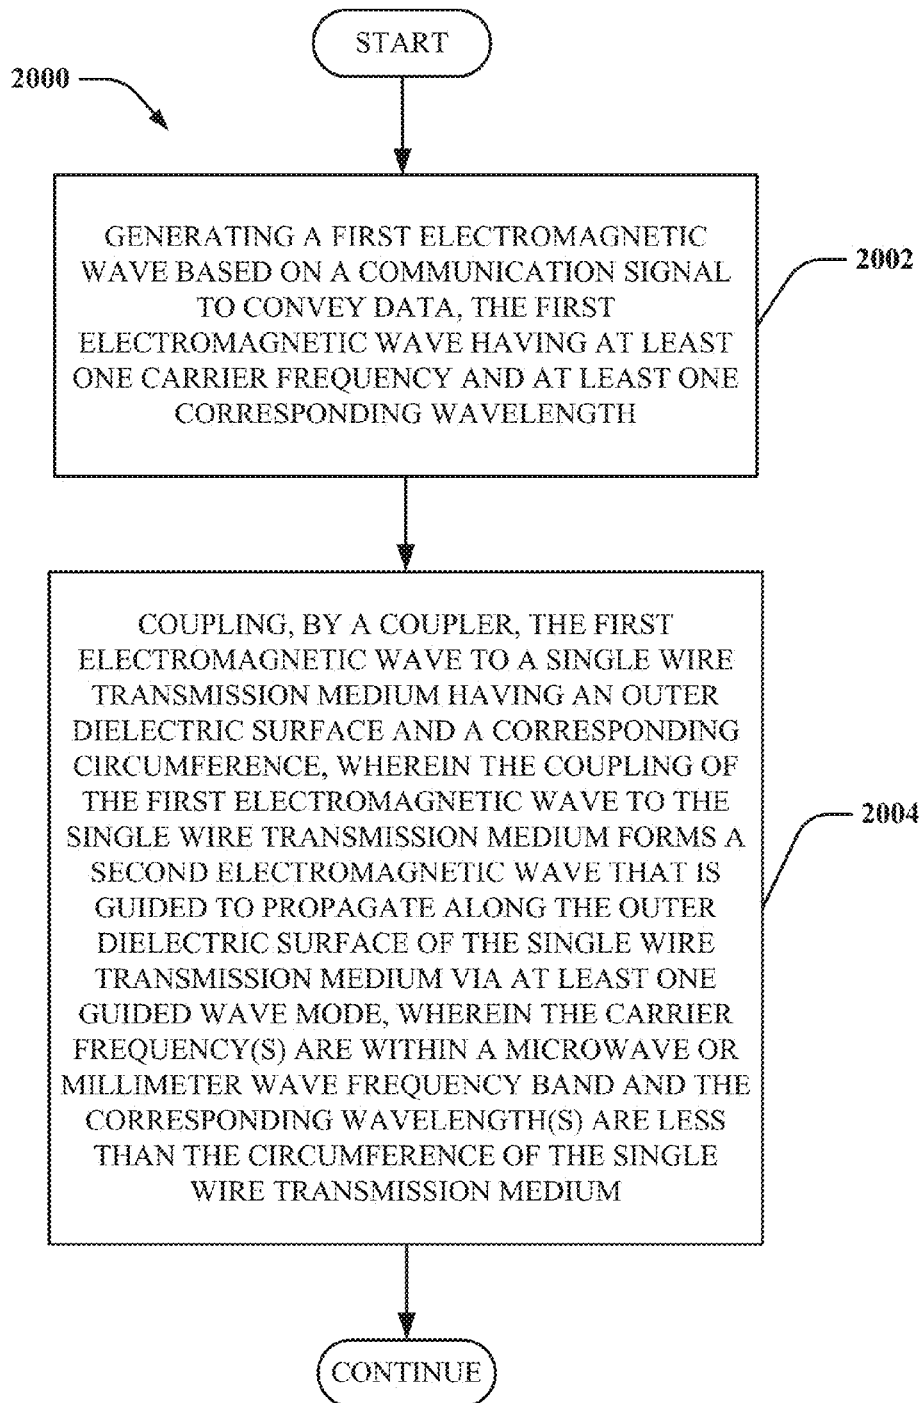 START
2000
GENERATING A FIRST ELECTROMAGNETIC
WAVE BASED ON A COMMUNICATION SIGNAL
TO CONVEY DATA, THE FIRST
ELECTROMAGNETIC WAVE HAVING AT LEAST
ONE CARRIER FREQUENCY AND AT LEAST ONE
CORRESPONDING WAVELENGTH
2002
COUPLING, BY A COUPLER, THE FIRST
ELECTROMAGNETIC WAVE TO A SINGLE WIRE
TRANSMISSION MEDIUM HAVING AN OUTER
DIELECTRIC SURFACE AND A CORRESPONDING
CIRCUMFERENCE, WHEREIN THE COUPLING OF
THE FIRST ELECTROMAGNETIC WAVE TO THE
SINGLE WIRE TRANSMISSION MEDIUM FORMS A
SECOND ELECTROMAGNETIC WAVE THAT IS
GUIDED TO PROPAGATE ALONG THE OUTER
DIELECTRIC SURFACE OF THE SINGLE WIRE
TRANSMISSION MEDIUM VIA AT LEAST ONE
GUIDED WAVE MODE, WHEREIN THE CARRIER
FREQUENCY(S) ARE WITHIN A MICROWAVE OR
MILLIMETER WAVE FREQUENCY BAND AND THE
CORRESPONDING WAVELENGTH(S) ARE LESS
THAN THE CIRCUMFERENCE OF THE SINGLE
WIRE TRANSMISSION MEDIUM
2004
CONTINUE